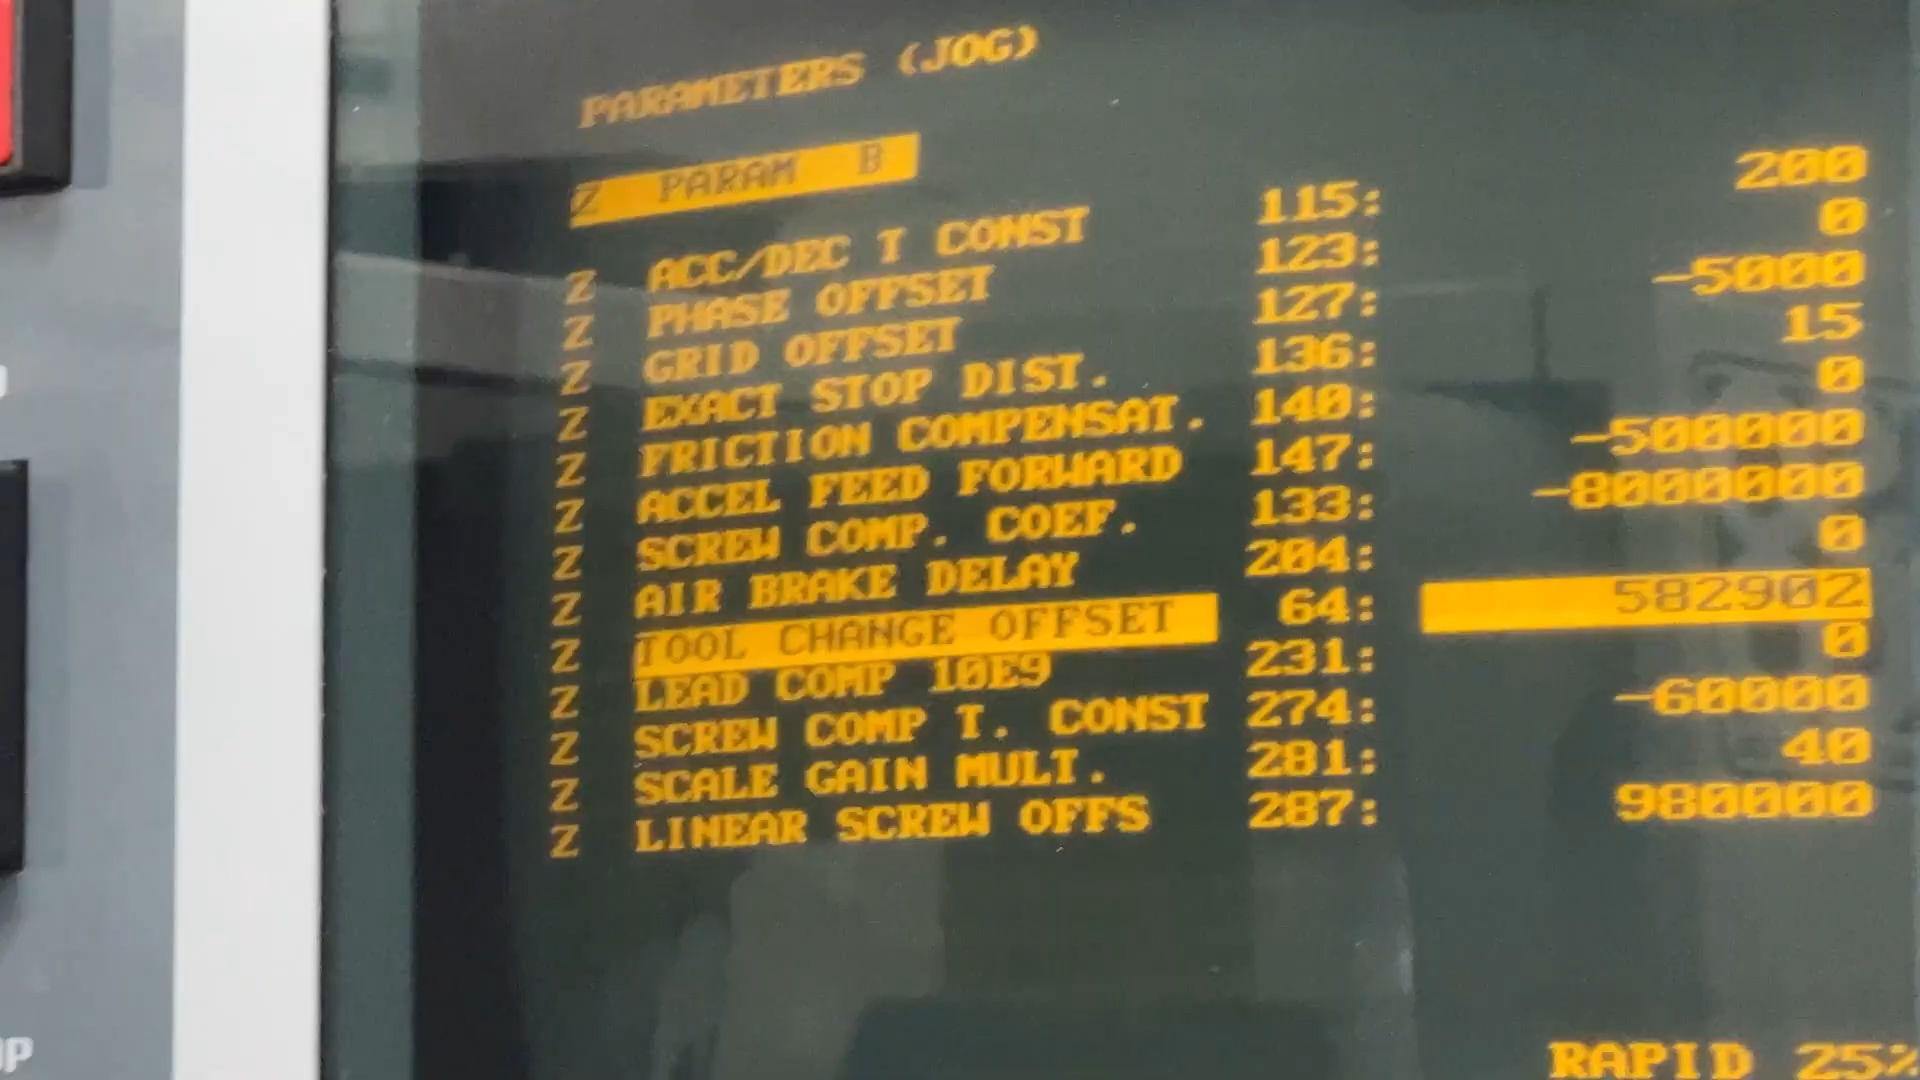 PARAMETERS (JOG)
Z PARAM B
Z ACC/DEC T CONST 115: 200
Z PHASE OFFSET 123: 0
Z GRID OFFSET 127: -5000
Z EXACT STOP DIST. 136: 15
Z FRICTION COMPENSAT. 140: 0
Z ACCEL FEED FORWARD 147: -500000
Z SCREW COMP. COEF. 133: -8000000
Z AIR BRAKE DELAY 204: 0
Z TOOL CHANGE OFFSET 64: 582902
Z LEAD COMP 10E9 231: 0
Z SCREW COMP T. CONST 274: -60000
Z SCALE GAIN MULT. 281: 40
Z LINEAR SCREW OFFS 287: 980000
RAPID 25%